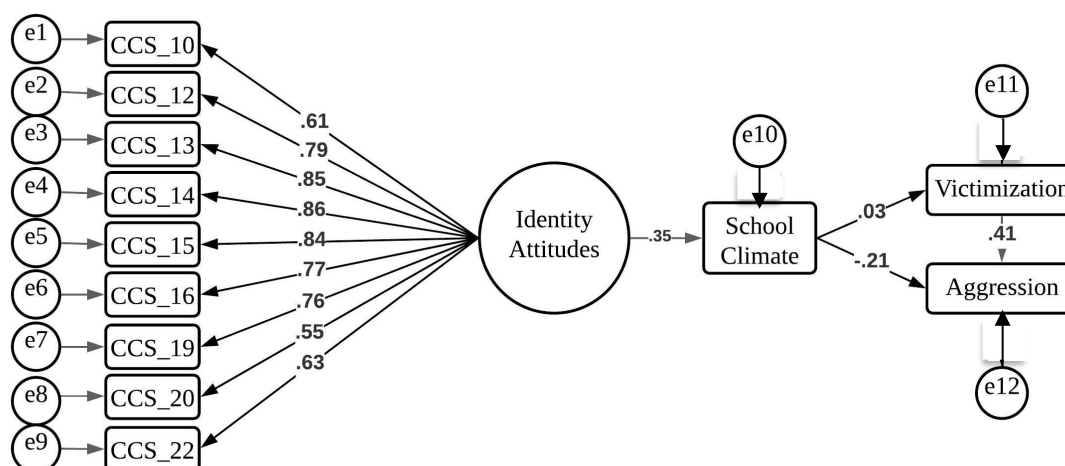 e1
CCS_10
e2
CCS_12
e3
CCS_13
e4
CCS_14
e5
CCS_15
e6
CCS_16
e7
CCS_19
e8
CCS_20
e9
CCS_22
.61
.79
.85
.86
.84
.77
.76
.55
.63
Identity
Attitudes
.35
e10
School
Climate
.03
-.21
e11
Victimization
.41
Aggression
e12